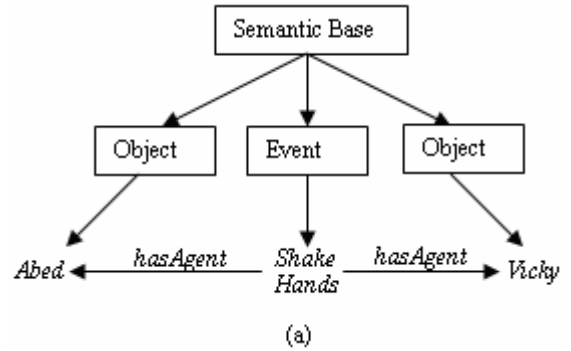 Semantic Base
Object
Event
Object
Abed
hasAgent
Shake
Hands
hasAgent
Vicky
(a)